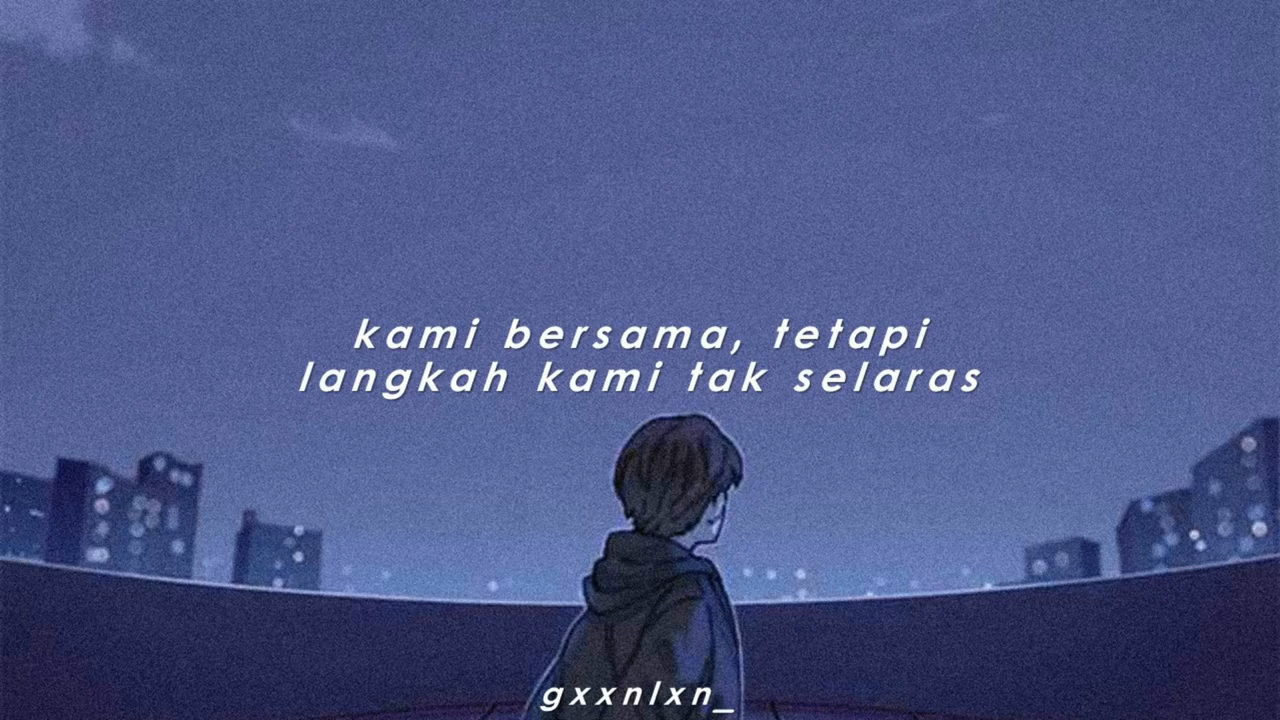 kami bersama, tetapi
langkah kami tak selaras
gxxnlxn_